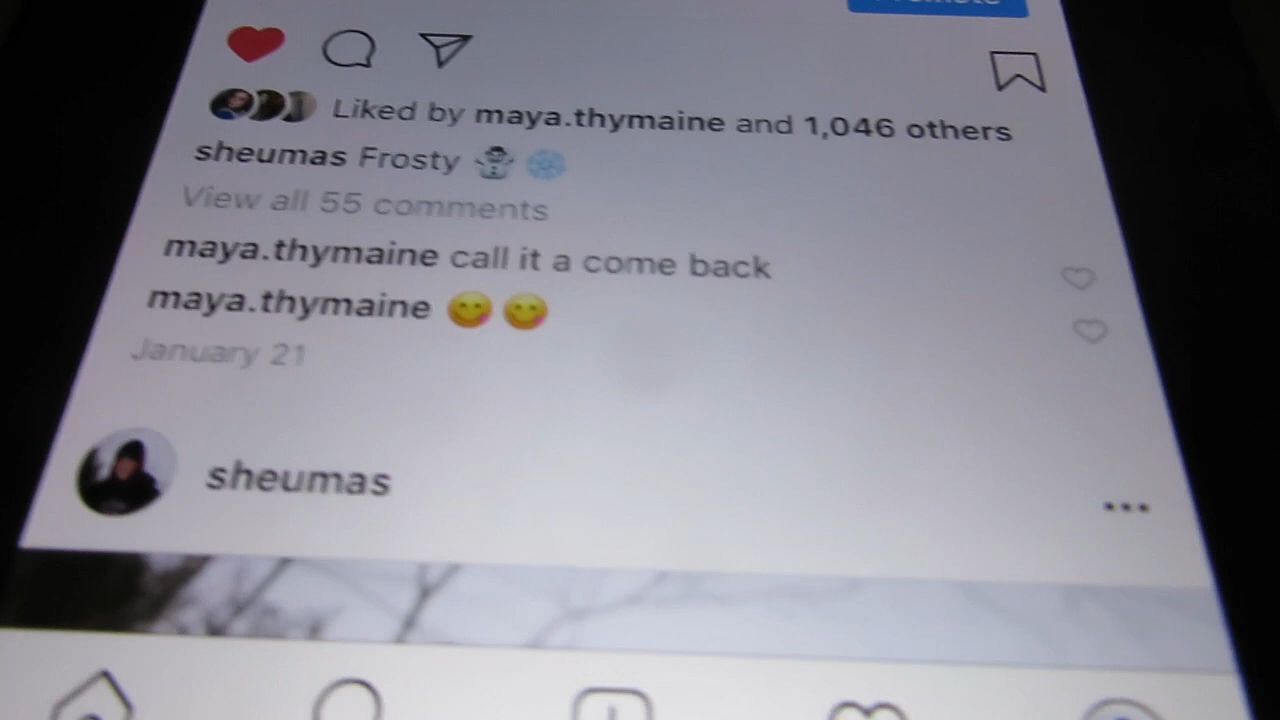 Liked by maya.thymaine and 1,046 others
sheumas Frosty ⛄ ❄️
View all 55 comments
maya.thymaine call it a come back
maya.thymaine 😋 😋
January 21
sheumas